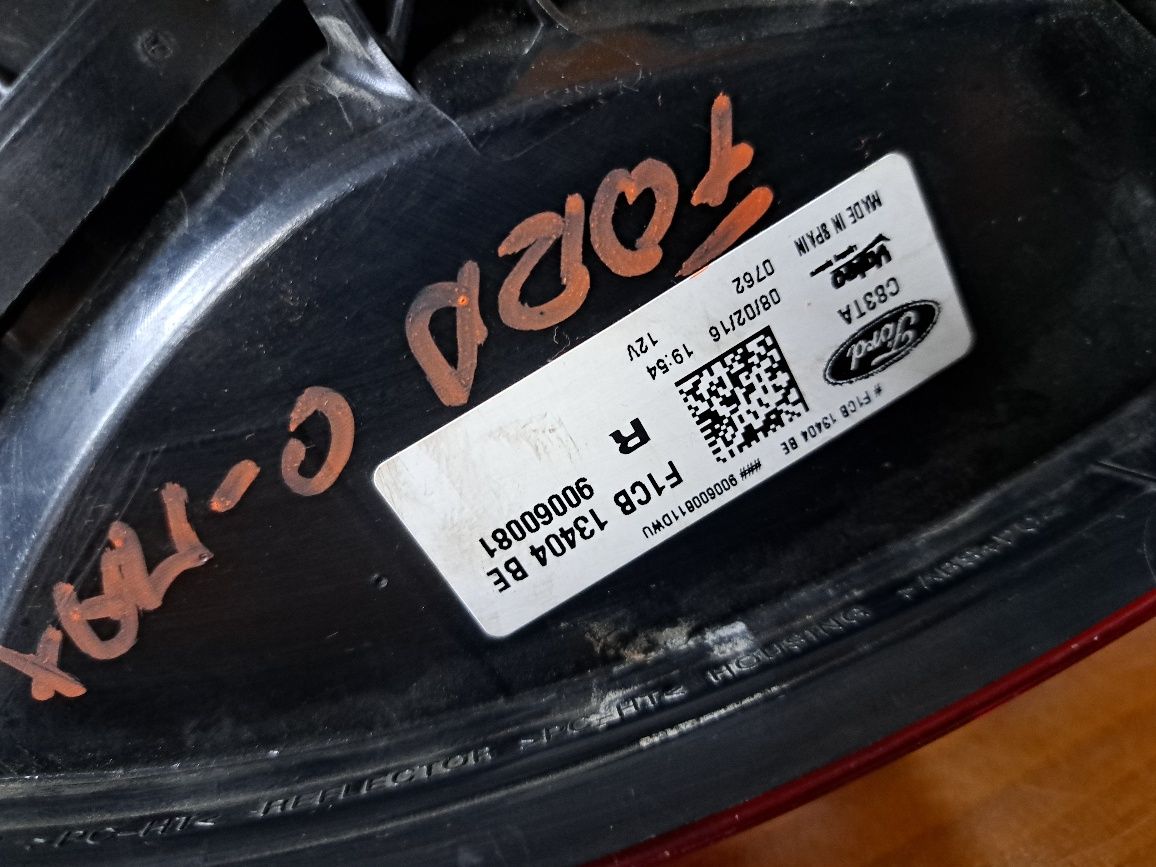 FORD C-MAX
# F1CB 13404 BE ### 900600811DWU
Ford
C83TA
Valeo
MADE IN SPAIN
F1CB 13404 BE
90060081
R
08/02/16 19:54
0762 12V
>PC-HT< REFLECTOR >PC-HT< HOUSING